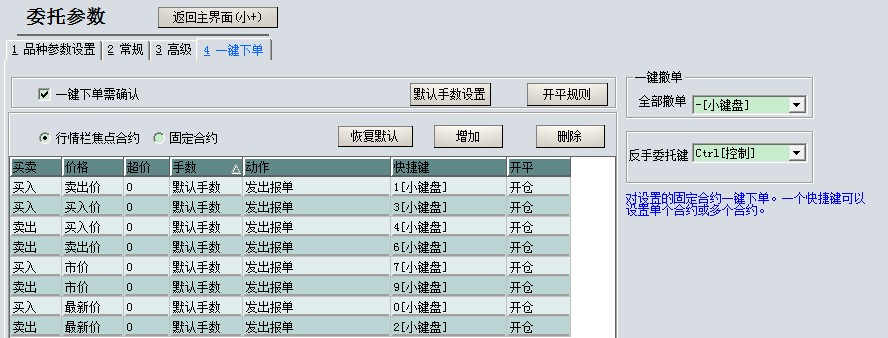 委托参数
返回主界面(小+)
1 品种参数设置 2 常规 3 高级 4 一键下单
一键下单需确认 默认手数设置 开平规则
行情栏焦点合约 固定合约 恢复默认 增加 删除
买卖 价格 超价 手数 动作 快捷键 开平
买入 卖出价 0 默认手数 发出报单 1[小键盘] 开仓
买入 买入价 0 默认手数 发出报单 3[小键盘] 开仓
卖出 买入价 0 默认手数 发出报单 4[小键盘] 开仓
卖出 卖出价 0 默认手数 发出报单 6[小键盘] 开仓
买入 市价 0 默认手数 发出报单 7[小键盘] 开仓
卖出 市价 0 默认手数 发出报单 9[小键盘] 开仓
买入 最新价 0 默认手数 发出报单 0[小键盘] 开仓
卖出 最新价 0 默认手数 发出报单 2[小键盘] 开仓
一键撤单
全部撤单 -[小键盘]
反手委托键 Ctrl[控制]
对设置的固定合约一键下单。一个快捷键可以
设置单个合约或多个合约。